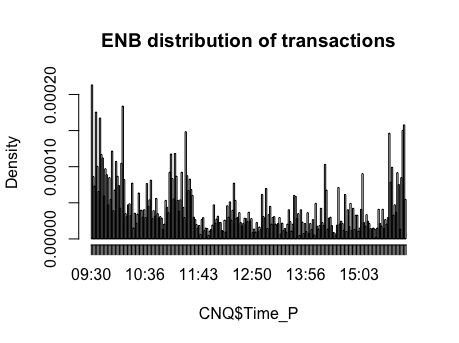 ENB distribution of transactions
Density
0.00020
0.00010
0.00000
09:30 10:36 11:43 12:50 13:56 15:03
CNQ$Time_P